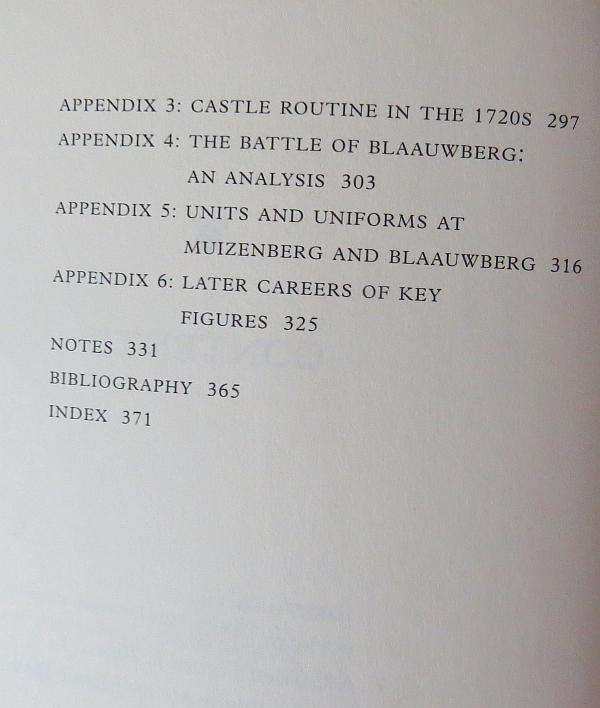 APPENDIX 3: CASTLE ROUTINE IN THE 1720S 297
APPENDIX 4: THE BATTLE OF BLAAUWBERG:
AN ANALYSIS 303
APPENDIX 5: UNITS AND UNIFORMS AT
MUIZENBERG AND BLAAUWBERG 316
APPENDIX 6: LATER CAREERS OF KEY
FIGURES 325
NOTES 331
BIBLIOGRAPHY 365
INDEX 371